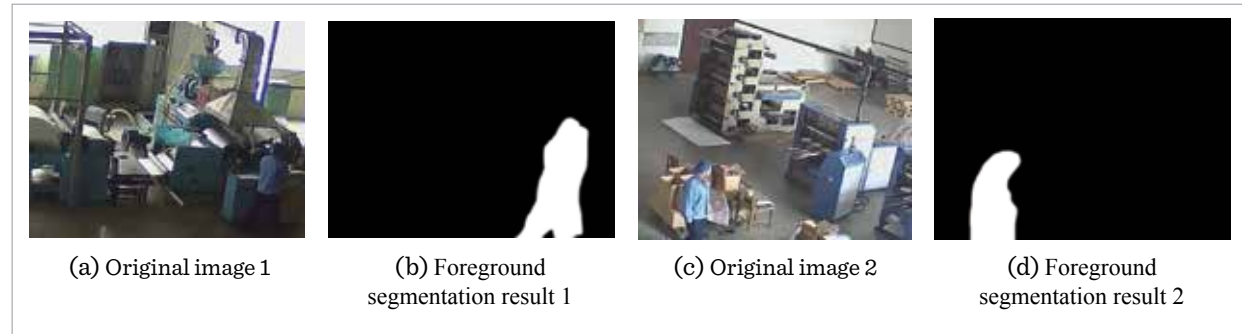 (a) Original image 1
(b) Foreground
segmentation result 1
(c) Original image 2
(d) Foreground
segmentation result 2